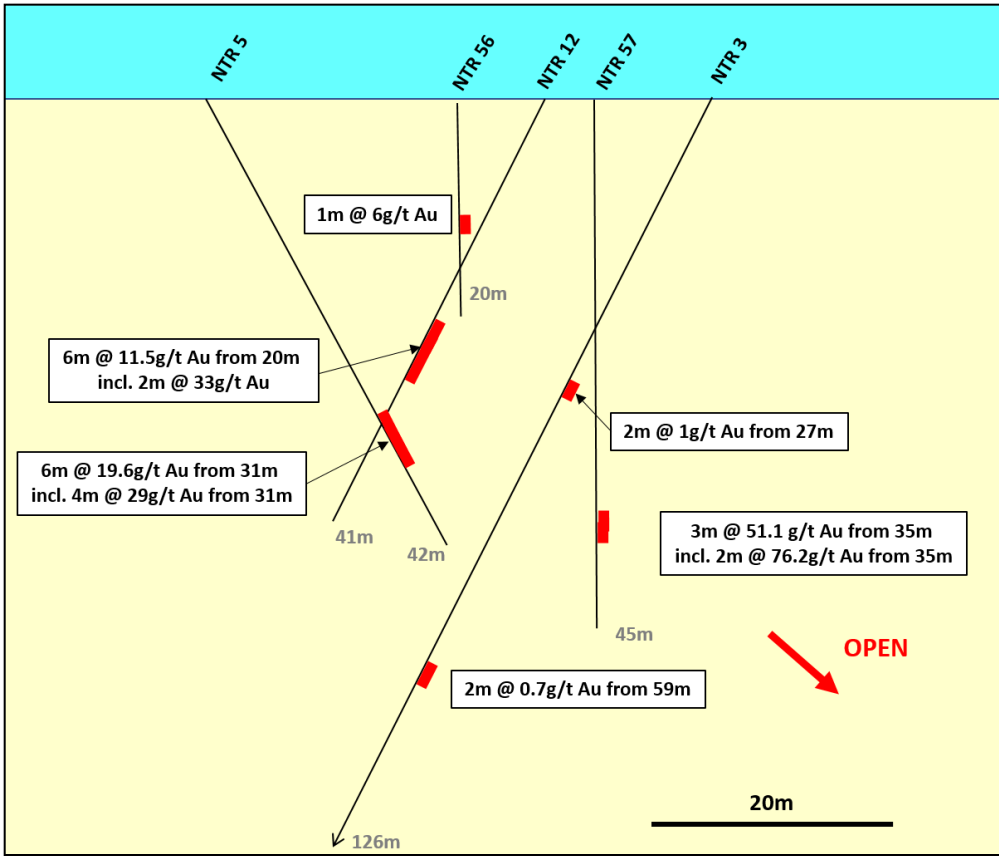 NTR 5
NTR 56
NTR 12
NTR 57
NTR 3
1m @ 6g/t Au
20m
6m @ 11.5g/t Au from 20m
incl. 2m @ 33g/t Au
2m @ 1g/t Au from 27m
6m @ 19.6g/t Au from 31m
incl. 4m @ 29g/t Au from 31m
41m
42m
3m @ 51.1 g/t Au from 35m
incl. 2m @ 76.2g/t Au from 35m
45m
OPEN
2m @ 0.7g/t Au from 59m
20m
126m